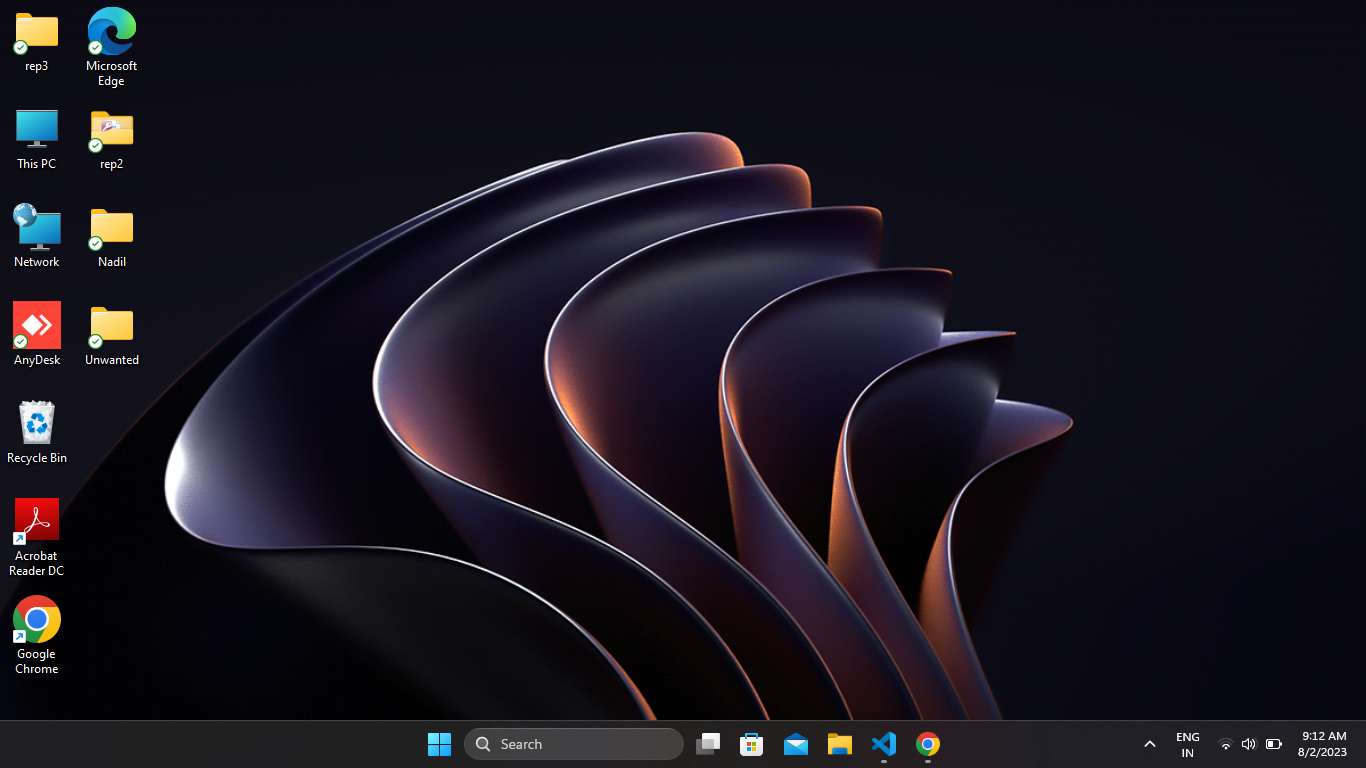 rep3
Microsoft
Edge
This PC
rep2
Network
Nadil
AnyDesk
Unwanted
Recycle Bin
Acrobat
Reader DC
Google
Chrome
Search
ENG
IN
9:12 AM
8/2/2023